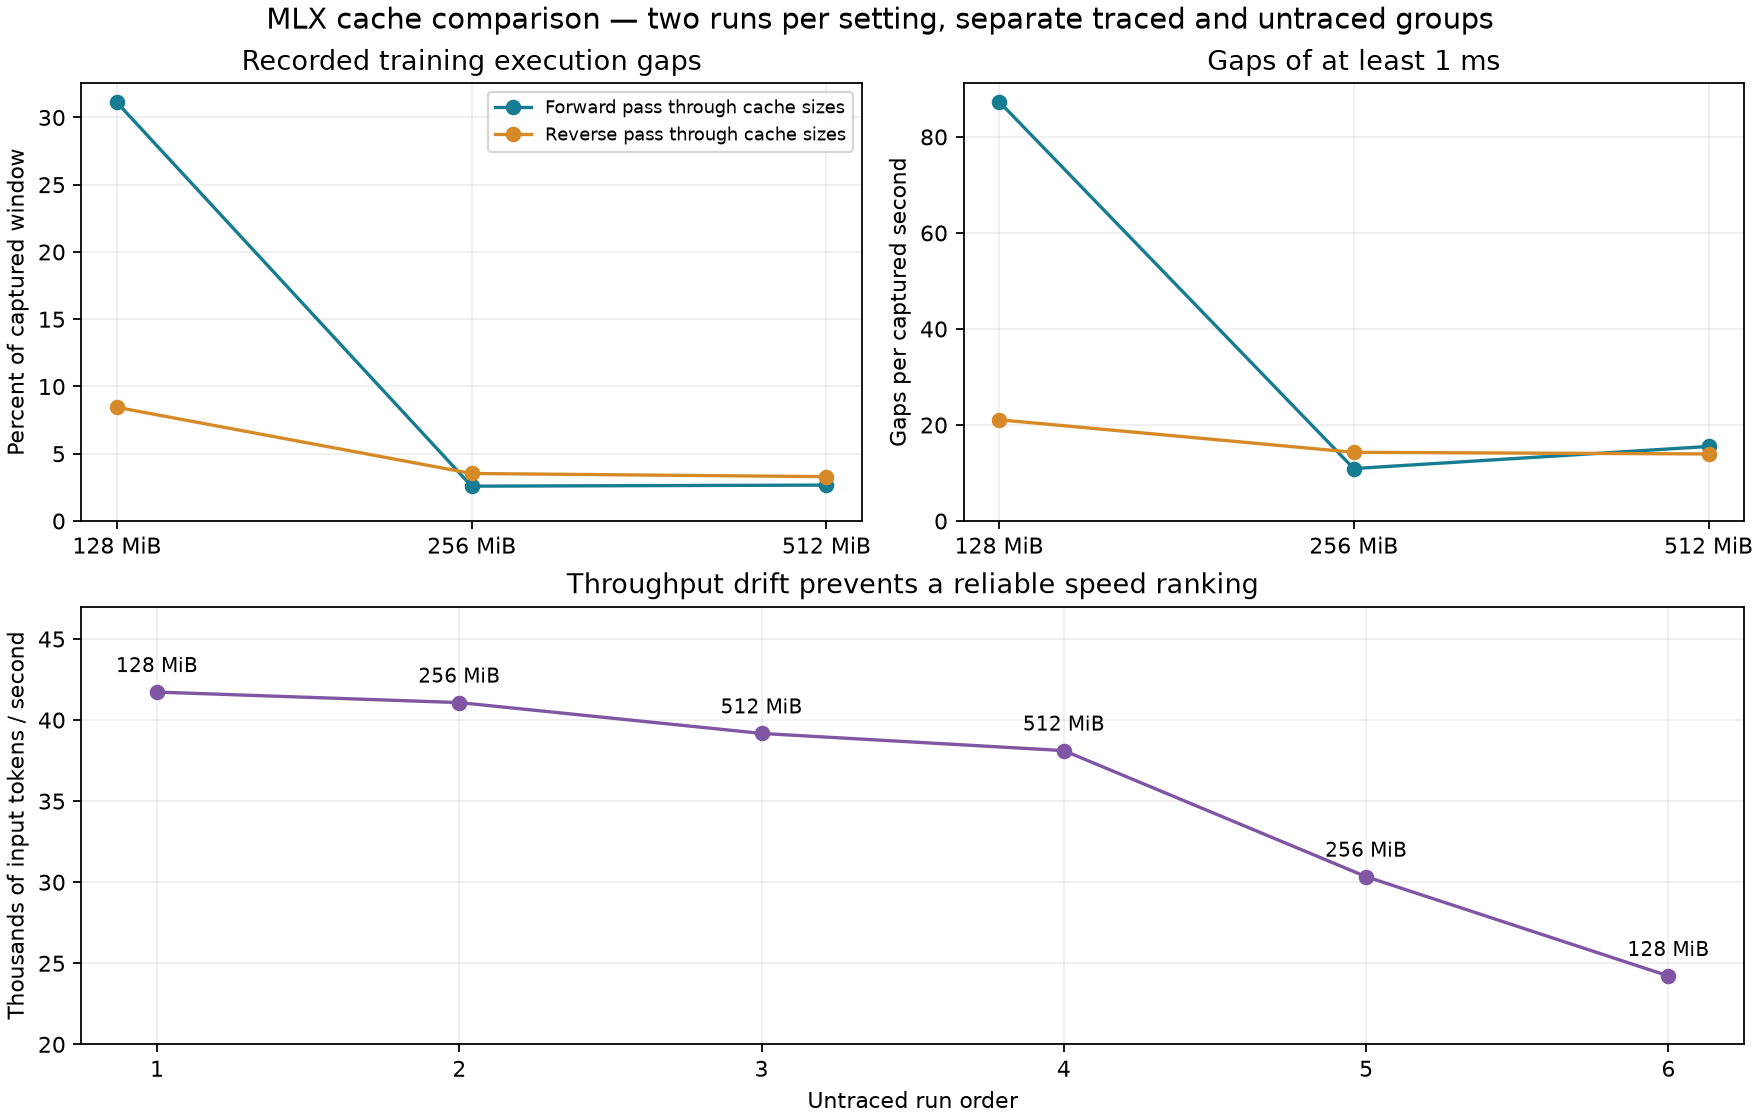 MLX cache comparison — two runs per setting, separate traced and untraced groups
Recorded training execution gaps
Percent of captured window
30
25
20
15
10
5
0
128 MiB
256 MiB
512 MiB
Forward pass through cache sizes
Reverse pass through cache sizes
Gaps of at least 1 ms
Gaps per captured second
80
60
40
20
0
128 MiB
256 MiB
512 MiB
Throughput drift prevents a reliable speed ranking
Thousands of input tokens / second
45
40
35
30
25
20
128 MiB
256 MiB
512 MiB
512 MiB
256 MiB
128 MiB
1
2
3
4
5
6
Untraced run order